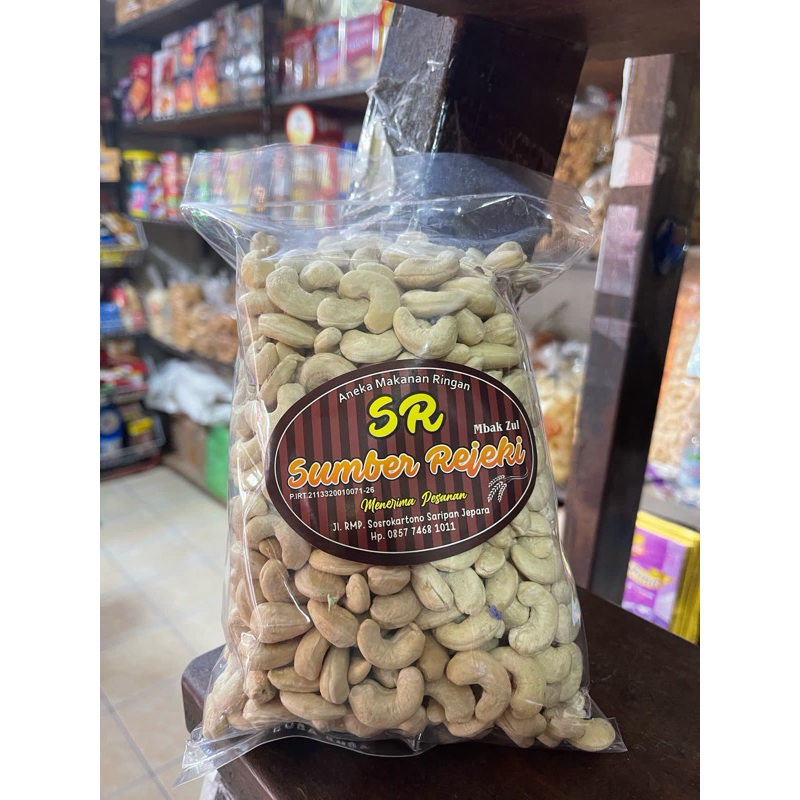 Aneka Makanan Ringan
SR
Mbak Zul
Sumber Rejeki
P.IRT.2113320010071-26
Menerima Pesanan
Jl. RMP. Sosrokartono Saripan Jepara
Hp. 0857 7468 1011